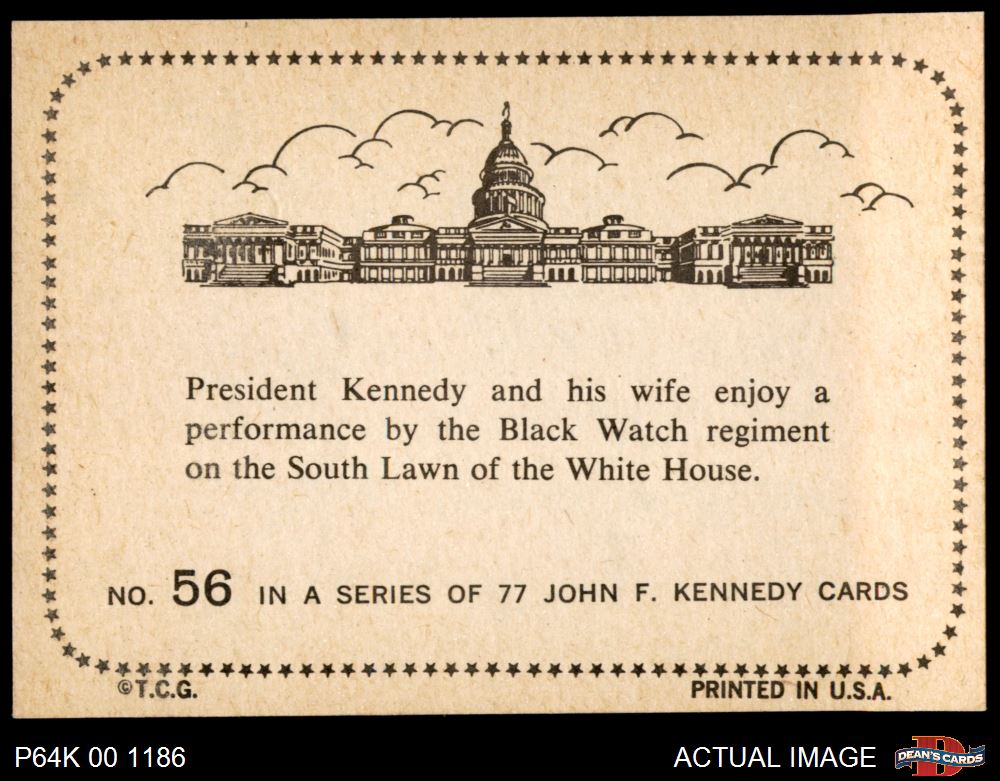 President Kennedy and his wife enjoy a
performance by the Black Watch regiment
on the South Lawn of the White House.
NO. 56 IN A SERIES OF 77 JOHN F. KENNEDY CARDS
©T.C.G. PRINTED IN U.S.A.
P64K 00 1186 ACTUAL IMAGE DEAN'S CARDS